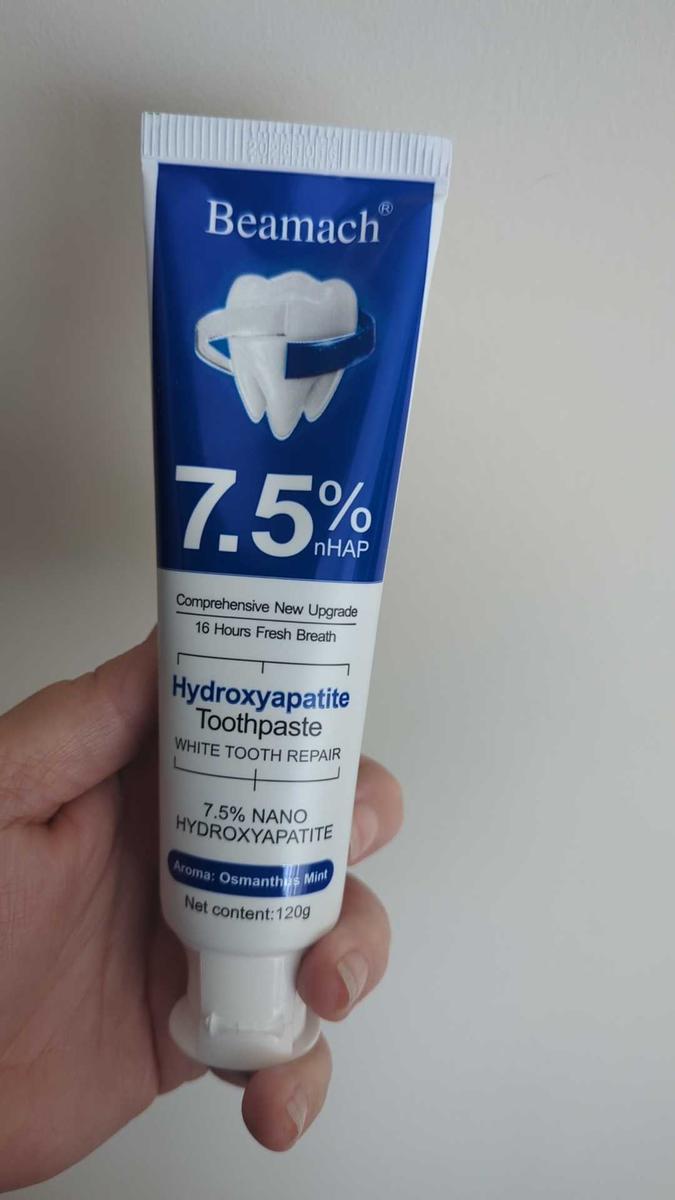 Beamach®
7.5%
nHAP
Comprehensive New Upgrade
16 Hours Fresh Breath
Hydroxyapatite
Toothpaste
WHITE TOOTH REPAIR
7.5% NANO
HYDROXYAPATITE
Aroma: Osmanthus Mint
Net content:120g